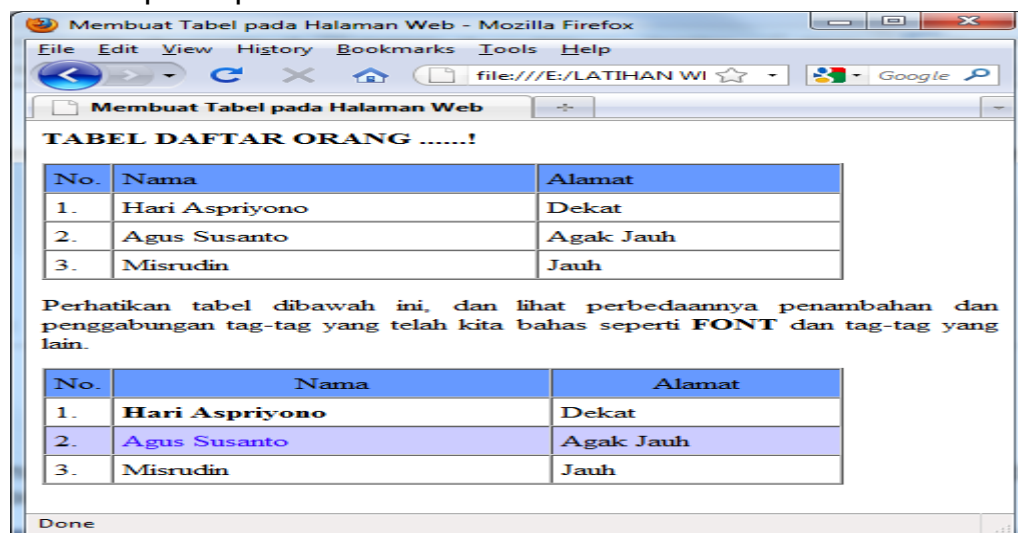 Membuat Tabel pada Halaman Web - Mozilla Firefox
File Edit View History Bookmarks Tools Help
file:///E:/LATIHAN WI Google
Membuat Tabel pada Halaman Web
TABEL DAFTAR ORANG ......!
No. Nama Alamat
1. Hari Aspriyono Dekat
2. Agus Susanto Agak Jauh
3. Misrudin Jauh
Perhatikan tabel dibawah ini, dan lihat perbedaannya penambahan dan
penggabungan tag-tag yang telah kita bahas seperti FONT dan tag-tag yang
lain.
No. Nama Alamat
1. Hari Aspriyono Dekat
2. Agus Susanto Agak Jauh
3. Misrudin Jauh
Done